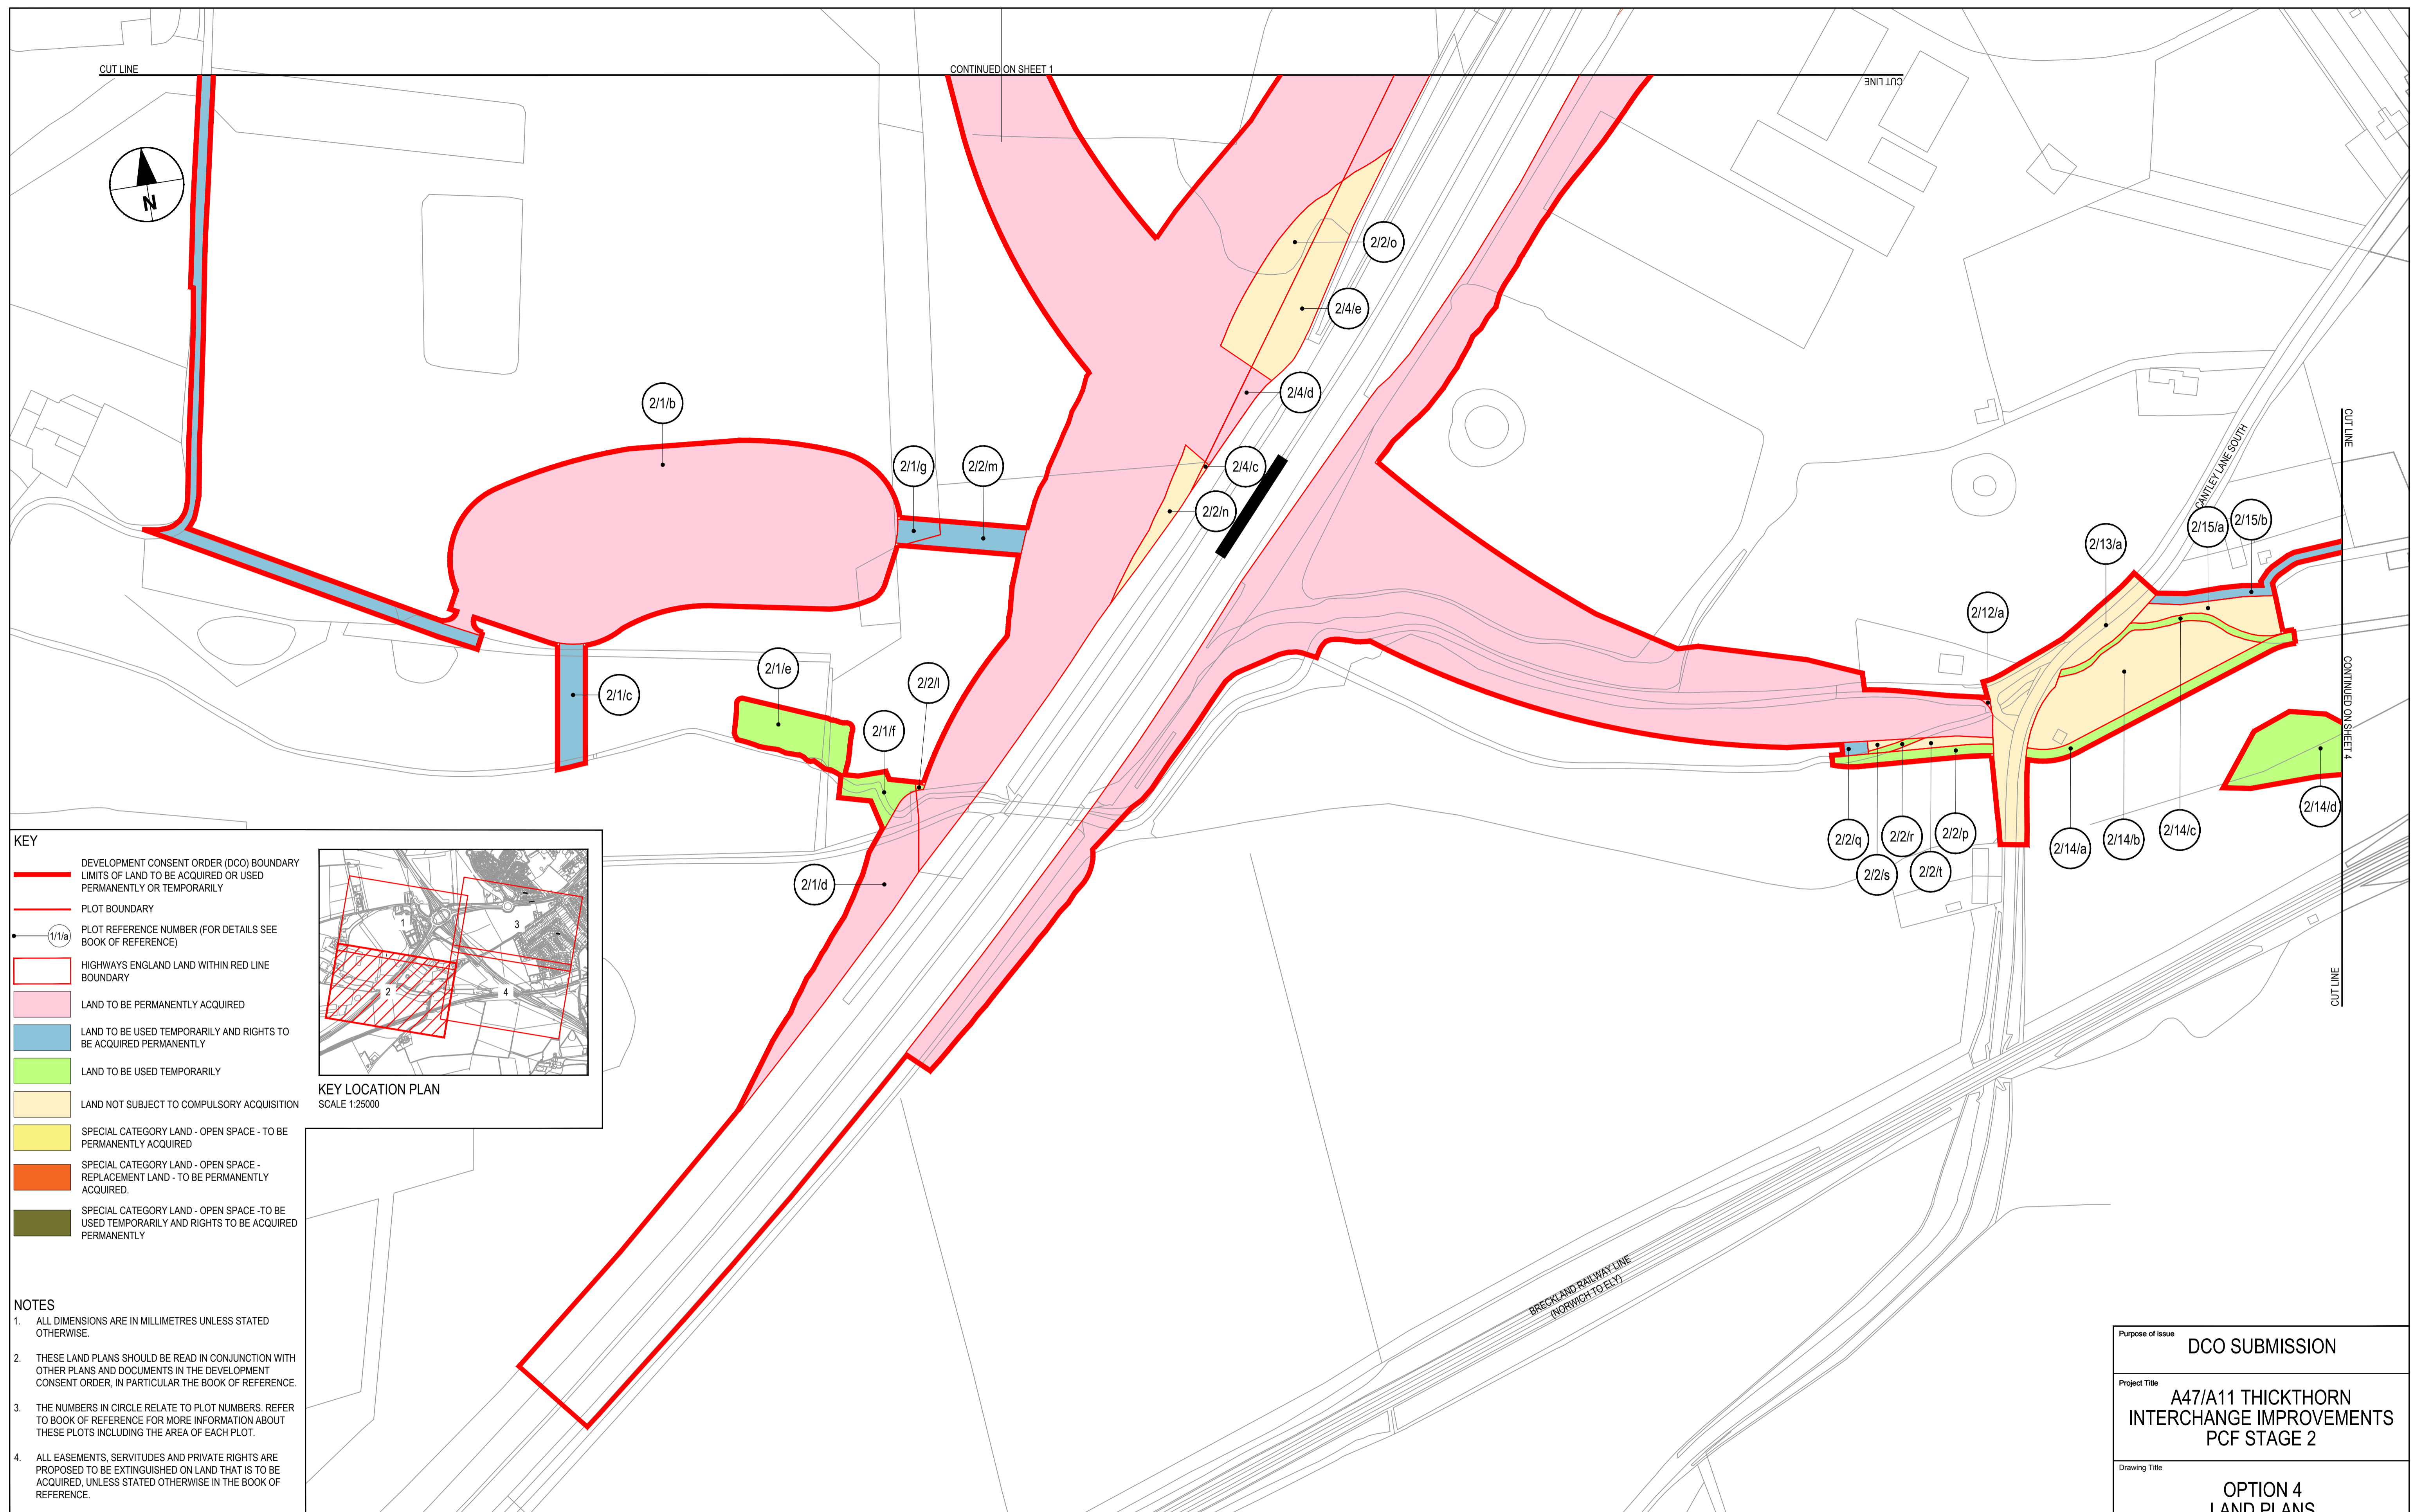 CUT LINE
CONTINUED ON SHEET 1
CUT LINE
N
2/2/o
2/4/e
2/4/d
2/1/b
2/1/g
2/2/m
2/4/c
2/2/n
CANTLEY LANE SOUTH
CUT LINE
2/13/a
2/15/a
2/15/b
2/12/a
2/1/e
2/2/l
2/1/c
2/1/f
CONTINUED ON SHEET 4
2/14/d
2/2/q
2/2/r
2/2/p
2/14/a
2/14/b
2/14/c
2/2/s
2/2/t
2/1/d
CUT LINE
KEY
DEVELOPMENT CONSENT ORDER (DCO) BOUNDARY
LIMITS OF LAND TO BE ACQUIRED OR USED
PERMANENTLY OR TEMPORARILY
PLOT BOUNDARY
1/1/a
PLOT REFERENCE NUMBER (FOR DETAILS SEE
BOOK OF REFERENCE)
HIGHWAYS ENGLAND LAND WITHIN RED LINE
BOUNDARY
LAND TO BE PERMANENTLY ACQUIRED
LAND TO BE USED TEMPORARILY AND RIGHTS TO
BE ACQUIRED PERMANENTLY
LAND TO BE USED TEMPORARILY
LAND NOT SUBJECT TO COMPULSORY ACQUISITION
SPECIAL CATEGORY LAND - OPEN SPACE - TO BE
PERMANENTLY ACQUIRED
SPECIAL CATEGORY LAND - OPEN SPACE -
REPLACEMENT LAND - TO BE PERMANENTLY
ACQUIRED.
SPECIAL CATEGORY LAND - OPEN SPACE -TO BE
USED TEMPORARILY AND RIGHTS TO BE ACQUIRED
PERMANENTLY
1
3
2
4
KEY LOCATION PLAN
SCALE 1:25000
BRECKLAND RAILWAY LINE
(NORWICH TO ELY)
NOTES
1. ALL DIMENSIONS ARE IN MILLIMETRES UNLESS STATED
OTHERWISE.
2. THESE LAND PLANS SHOULD BE READ IN CONJUNCTION WITH
OTHER PLANS AND DOCUMENTS IN THE DEVELOPMENT
CONSENT ORDER, IN PARTICULAR THE BOOK OF REFERENCE.
3. THE NUMBERS IN CIRCLE RELATE TO PLOT NUMBERS. REFER
TO BOOK OF REFERENCE FOR MORE INFORMATION ABOUT
THESE PLOTS INCLUDING THE AREA OF EACH PLOT.
4. ALL EASEMENTS, SERVITUDES AND PRIVATE RIGHTS ARE
PROPOSED TO BE EXTINGUISHED ON LAND THAT IS TO BE
ACQUIRED, UNLESS STATED OTHERWISE IN THE BOOK OF
REFERENCE.
Purpose of issue
DCO SUBMISSION
Project Title
A47/A11 THICKTHORN
INTERCHANGE IMPROVEMENTS
PCF STAGE 2
Drawing Title
OPTION 4
LAND PLANS